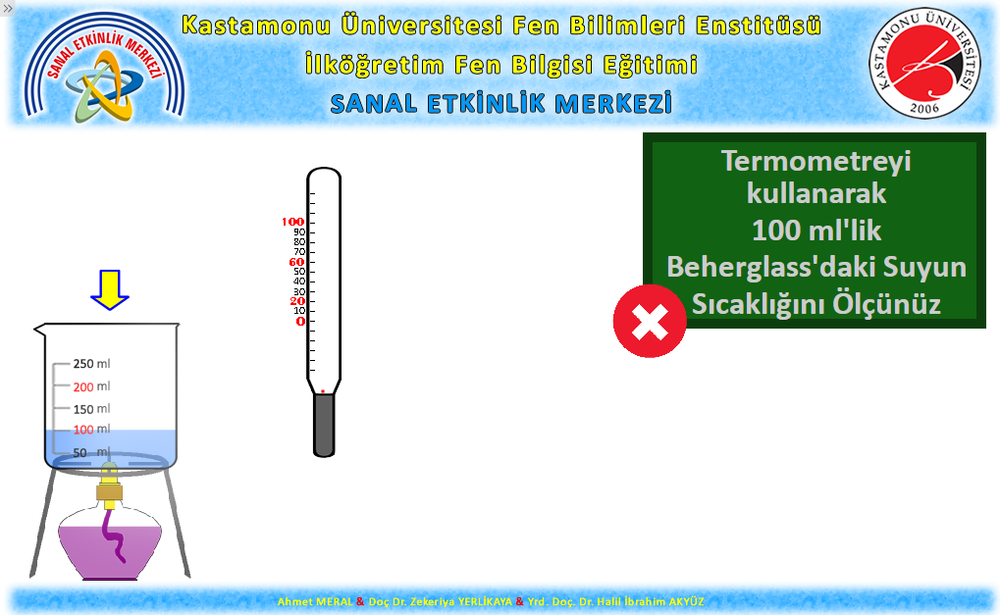 »
Kastamonu Üniversitesi Fen Bilimleri Enstitüsü
İlköğretim Fen Bilgisi Eğitimi
SANAL ETKİNLİK MERKEZİ
SANAL ETKİNLİK MERKEZİ
KASTAMONU ÜNİVERSİTESİ
2006
Termometreyi
kullanarak
100 ml'lik
Beherglass'daki Suyun
Sıcaklığını Ölçünüz
100
90
80
70
60
50
40
30
20
10
0
250 ml
200 ml
150 ml
100 ml
50 ml
Ahmet MERAL & Doç Dr. Zekeriya YERLİKAYA & Yrd. Doç. Dr. Halil İbrahim AKYÜZ